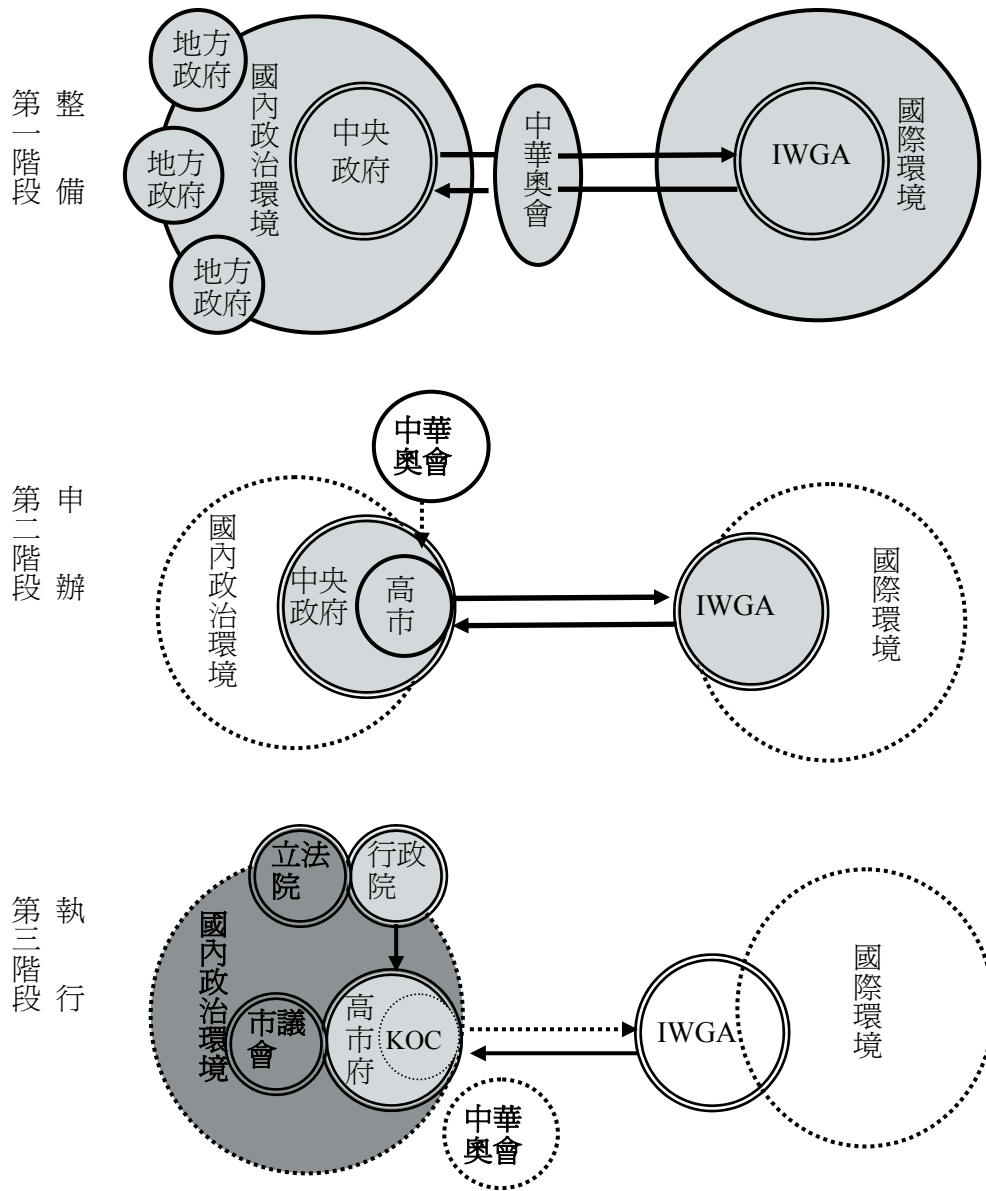 第一階段
整備
地方
政府
地方
政府
地方
政府
國內政治環境
中央
政府
中華奧會
IWGA
國際環境
第二階段
申辦
中華
奧會
國內政治環境
中央
政府
高市
IWGA
國際環境
第三階段
執行
立法
院
行政
院
國內政治環境
市議
會
高市府
KOC
中華
奧會
IWGA
國際環境